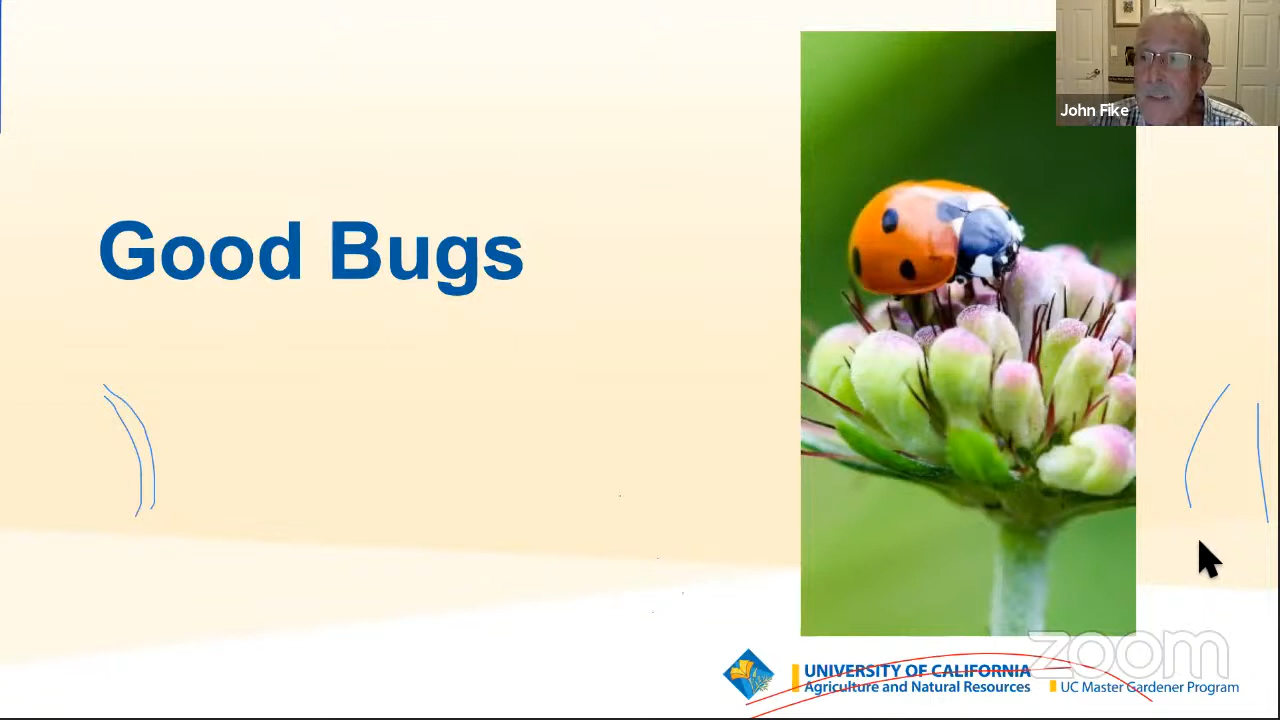 John Fike
Good Bugs
zoom
UNIVERSITY OF CALIFORNIA
Agriculture and Natural Resources
UC Master Gardener Program